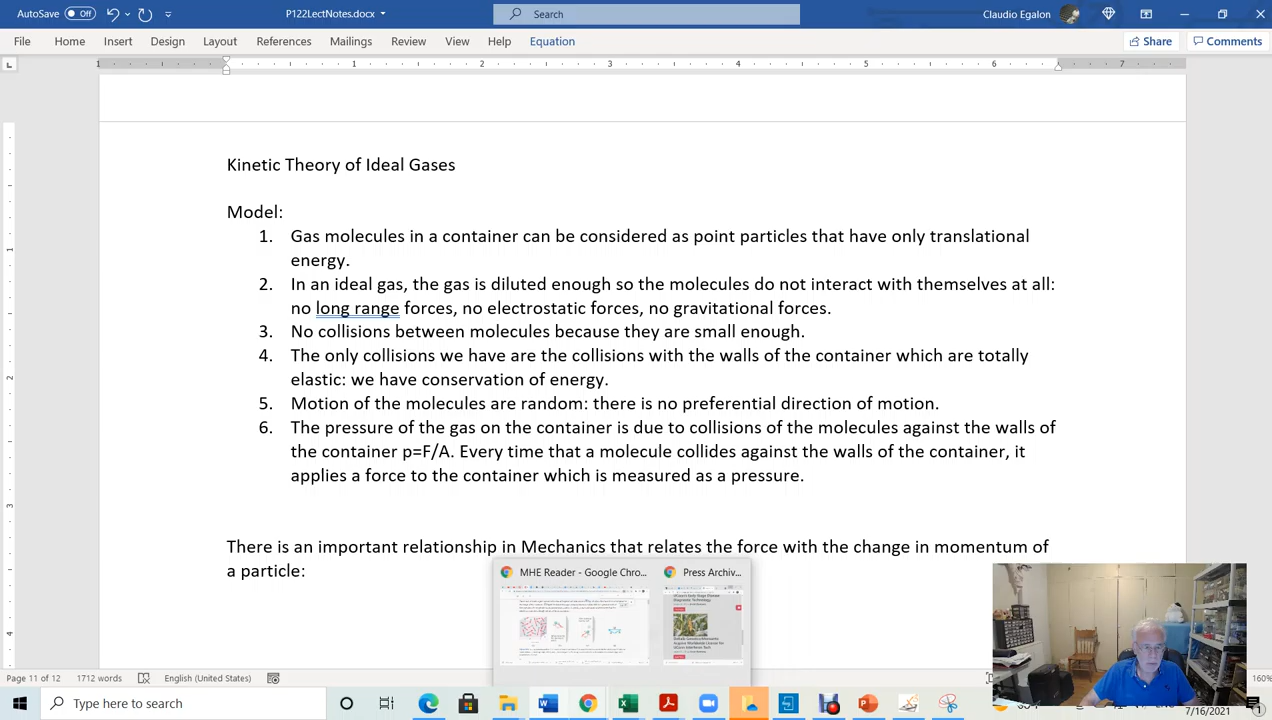 AutoSave Off P122LetNotes.docx Search Claudio Egalon
File Home Insert Design Layout References Mailings Review View Help Equation Share Comments
1 1 2 3 4 5 6 7
Kinetic Theory of Ideal Gases
Model:
1. Gas molecules in a container can be considered as point particles that have only translational
energy.
2. In an ideal gas, the gas is diluted enough so the molecules do not interact with themselves at all:
no long range forces, no electrostatic forces, no gravitational forces.
3. No collisions between molecules because they are small enough.
4. The only collisions we have are the collisions with the walls of the container which are totally
elastic: we have conservation of energy.
5. Motion of the molecules are random: there is no preferential direction of motion.
6. The pressure of the gas on the container is due to collisions of the molecules against the walls of
the container p=F/A. Every time that a molecule collides against the walls of the container, it
applies a force to the container which is measured as a pressure.
There is an important relationship in Mechanics that relates the force with the change in momentum of
a particle:
MHE Reader - Google Chro... Press Archiv...
Page 11 of 12 1712 words English (United States) 160%
Type here to search
7/16/2021